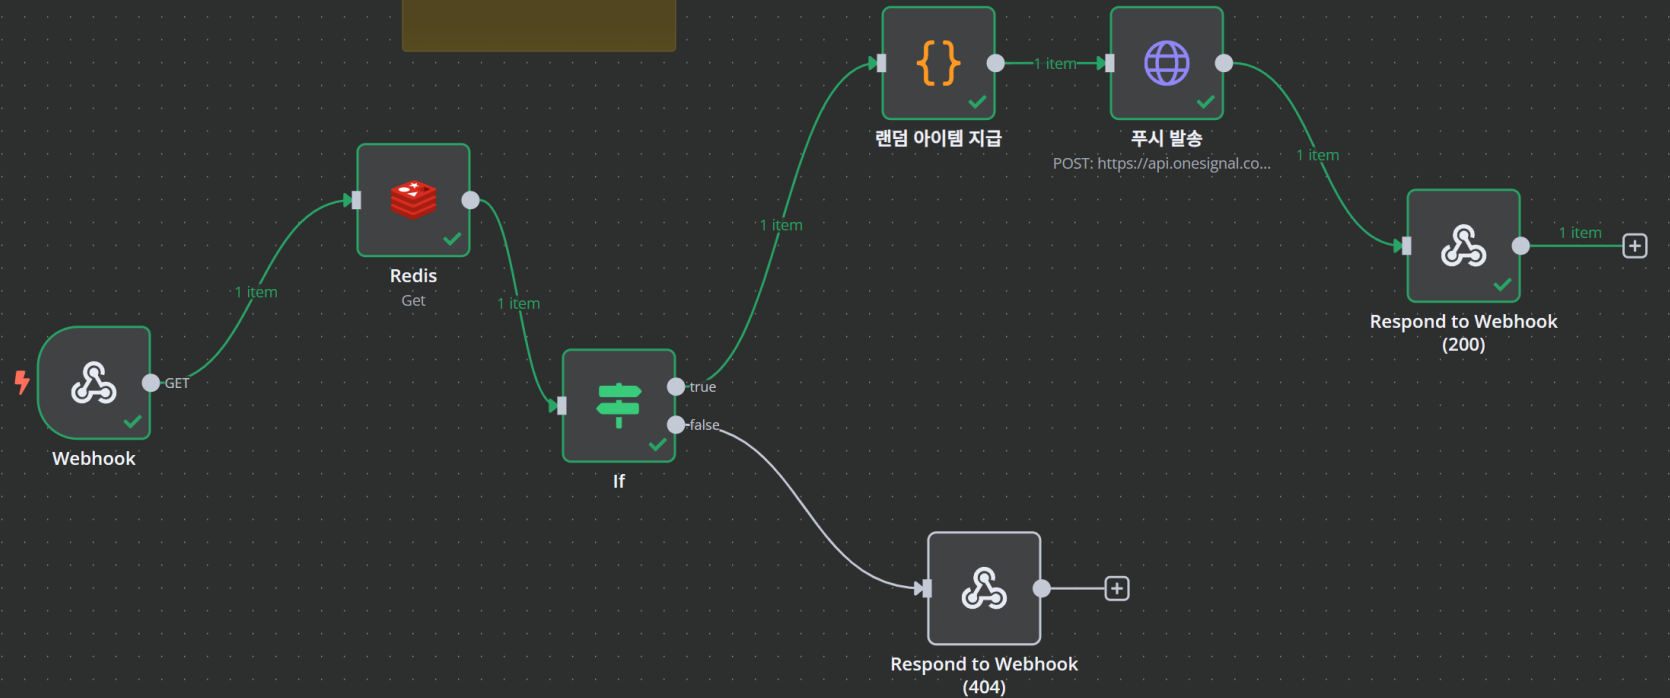 랜덤 아이템 지급
1 item
푸시 발송
POST: https://api.onesignal.co...
1 item
1 item
1 item
Respond to Webhook
(200)
Redis
Get
1 item
1 item
GET
Webhook
true
false
If
Respond to Webhook
(404)